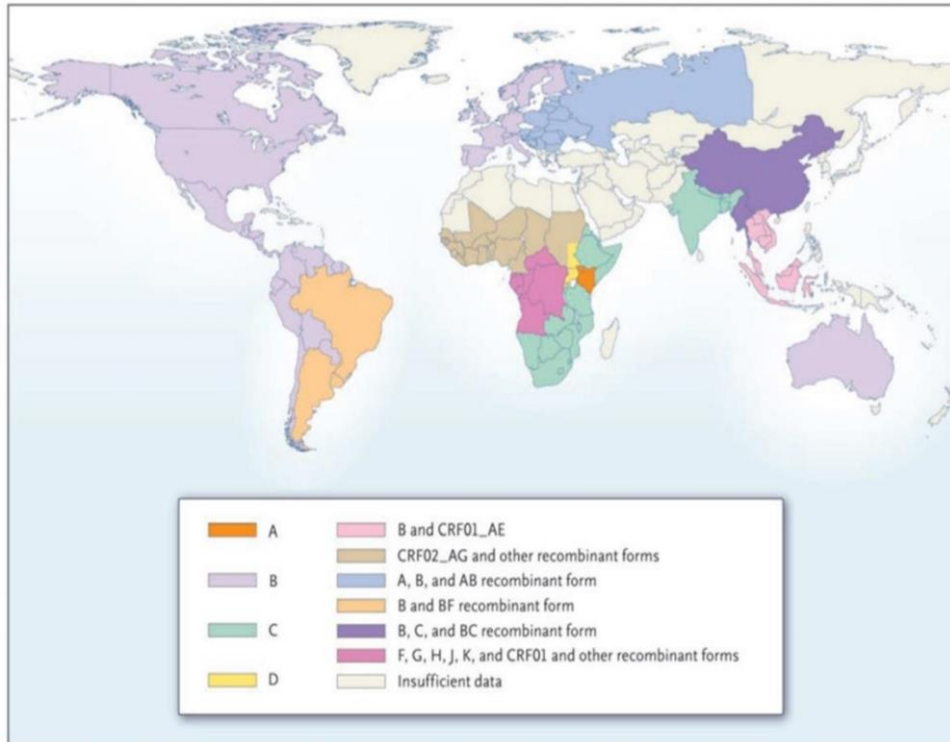 A
B and CRF01_AE
CRF02_AG and other recombinant forms
B
A, B, and AB recombinant form
B and BF recombinant form
C
B, C, and BC recombinant form
F, G, H, J, K, and CRF01 and other recombinant forms
D
Insufficient data